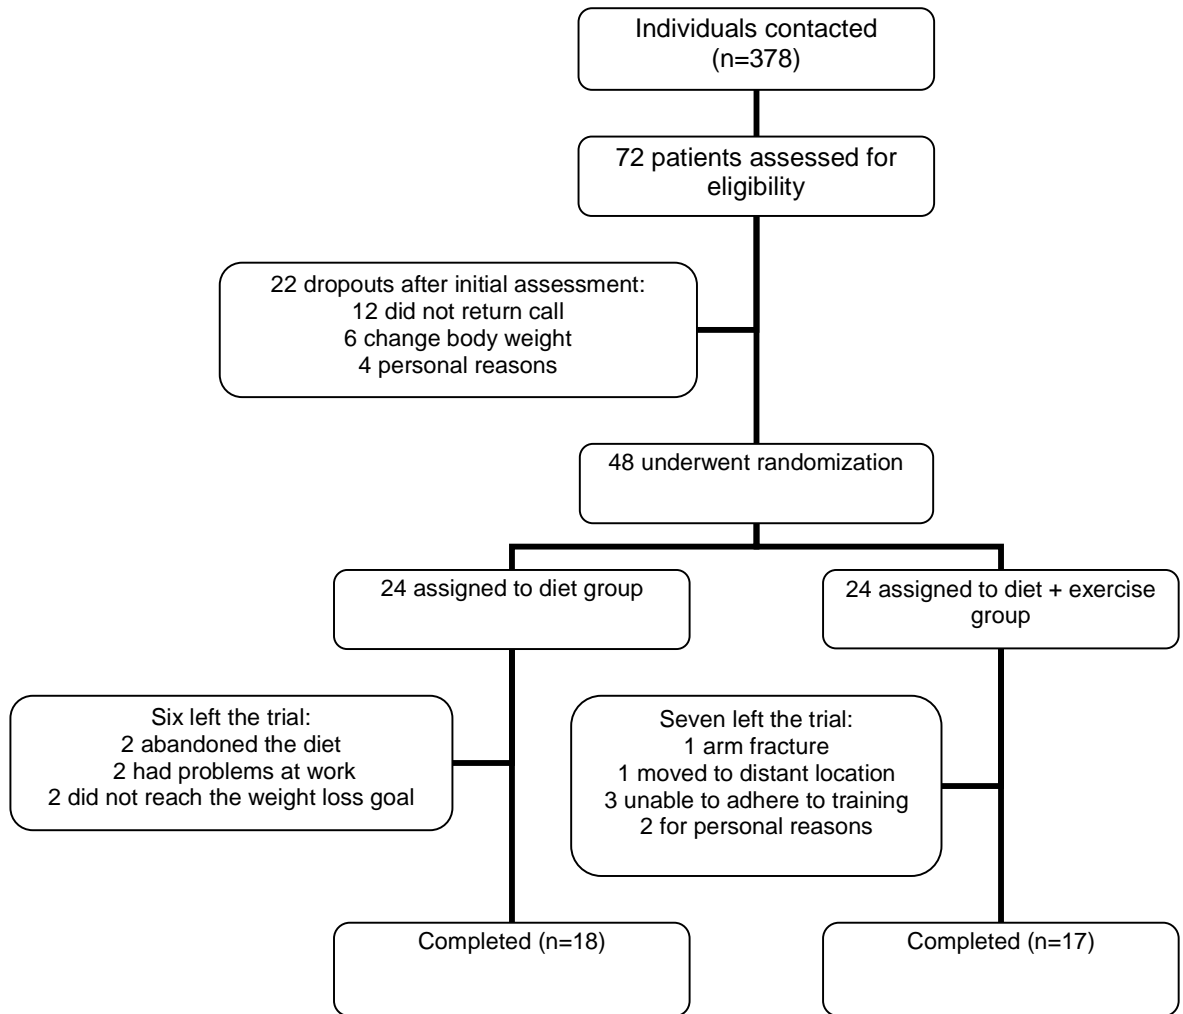 Individuals contacted
(n=378)
72 patients assessed for
eligibility
22 dropouts after initial assessment:
12 did not return call
6 change body weight
4 personal reasons
48 underwent randomization
24 assigned to diet group
24 assigned to diet + exercise
group
Six left the trial:
2 abandoned the diet
2 had problems at work
2 did not reach the weight loss goal
Seven left the trial:
1 arm fracture
1 moved to distant location
3 unable to adhere to training
2 for personal reasons
Completed (n=18)
Completed (n=17)